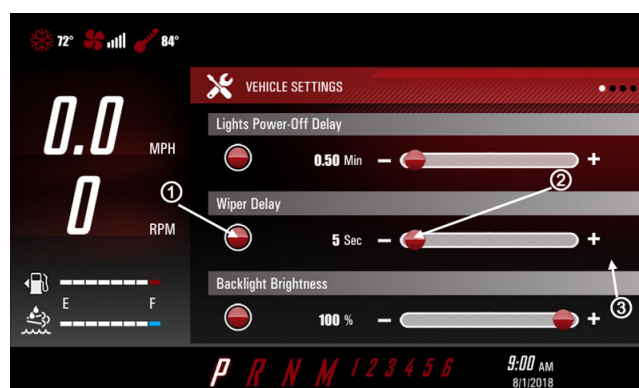 72° 84°
VEHICLE SETTINGS
Lights Power-Off Delay
0.50 Min - +
0.0 MPH
①
②
Wiper Delay
0 RPM
5 Sec - +
③
Backlight Brightness
E F
100 % - +
P R N M 1 2 3 4 5 6
9:00 AM
8/1/2018